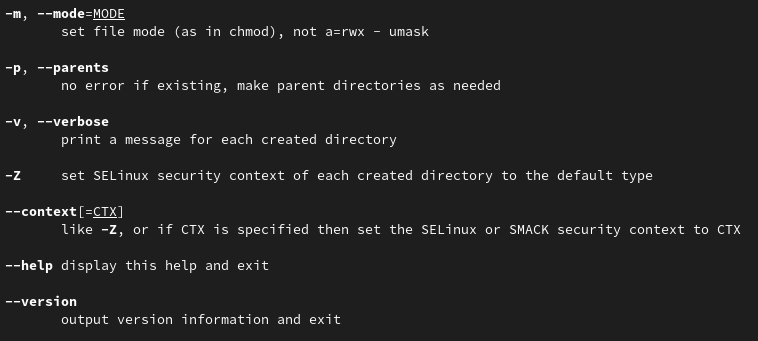 -m, --mode=MODE
set file mode (as in chmod), not a=rwx - umask
-p, --parents
no error if existing, make parent directories as needed
-v, --verbose
print a message for each created directory
-Z     set SELinux security context of each created directory to the default type
--context[=CTX]
like -Z, or if CTX is specified then set the SELinux or SMACK security context to CTX
--help display this help and exit
--version
output version information and exit